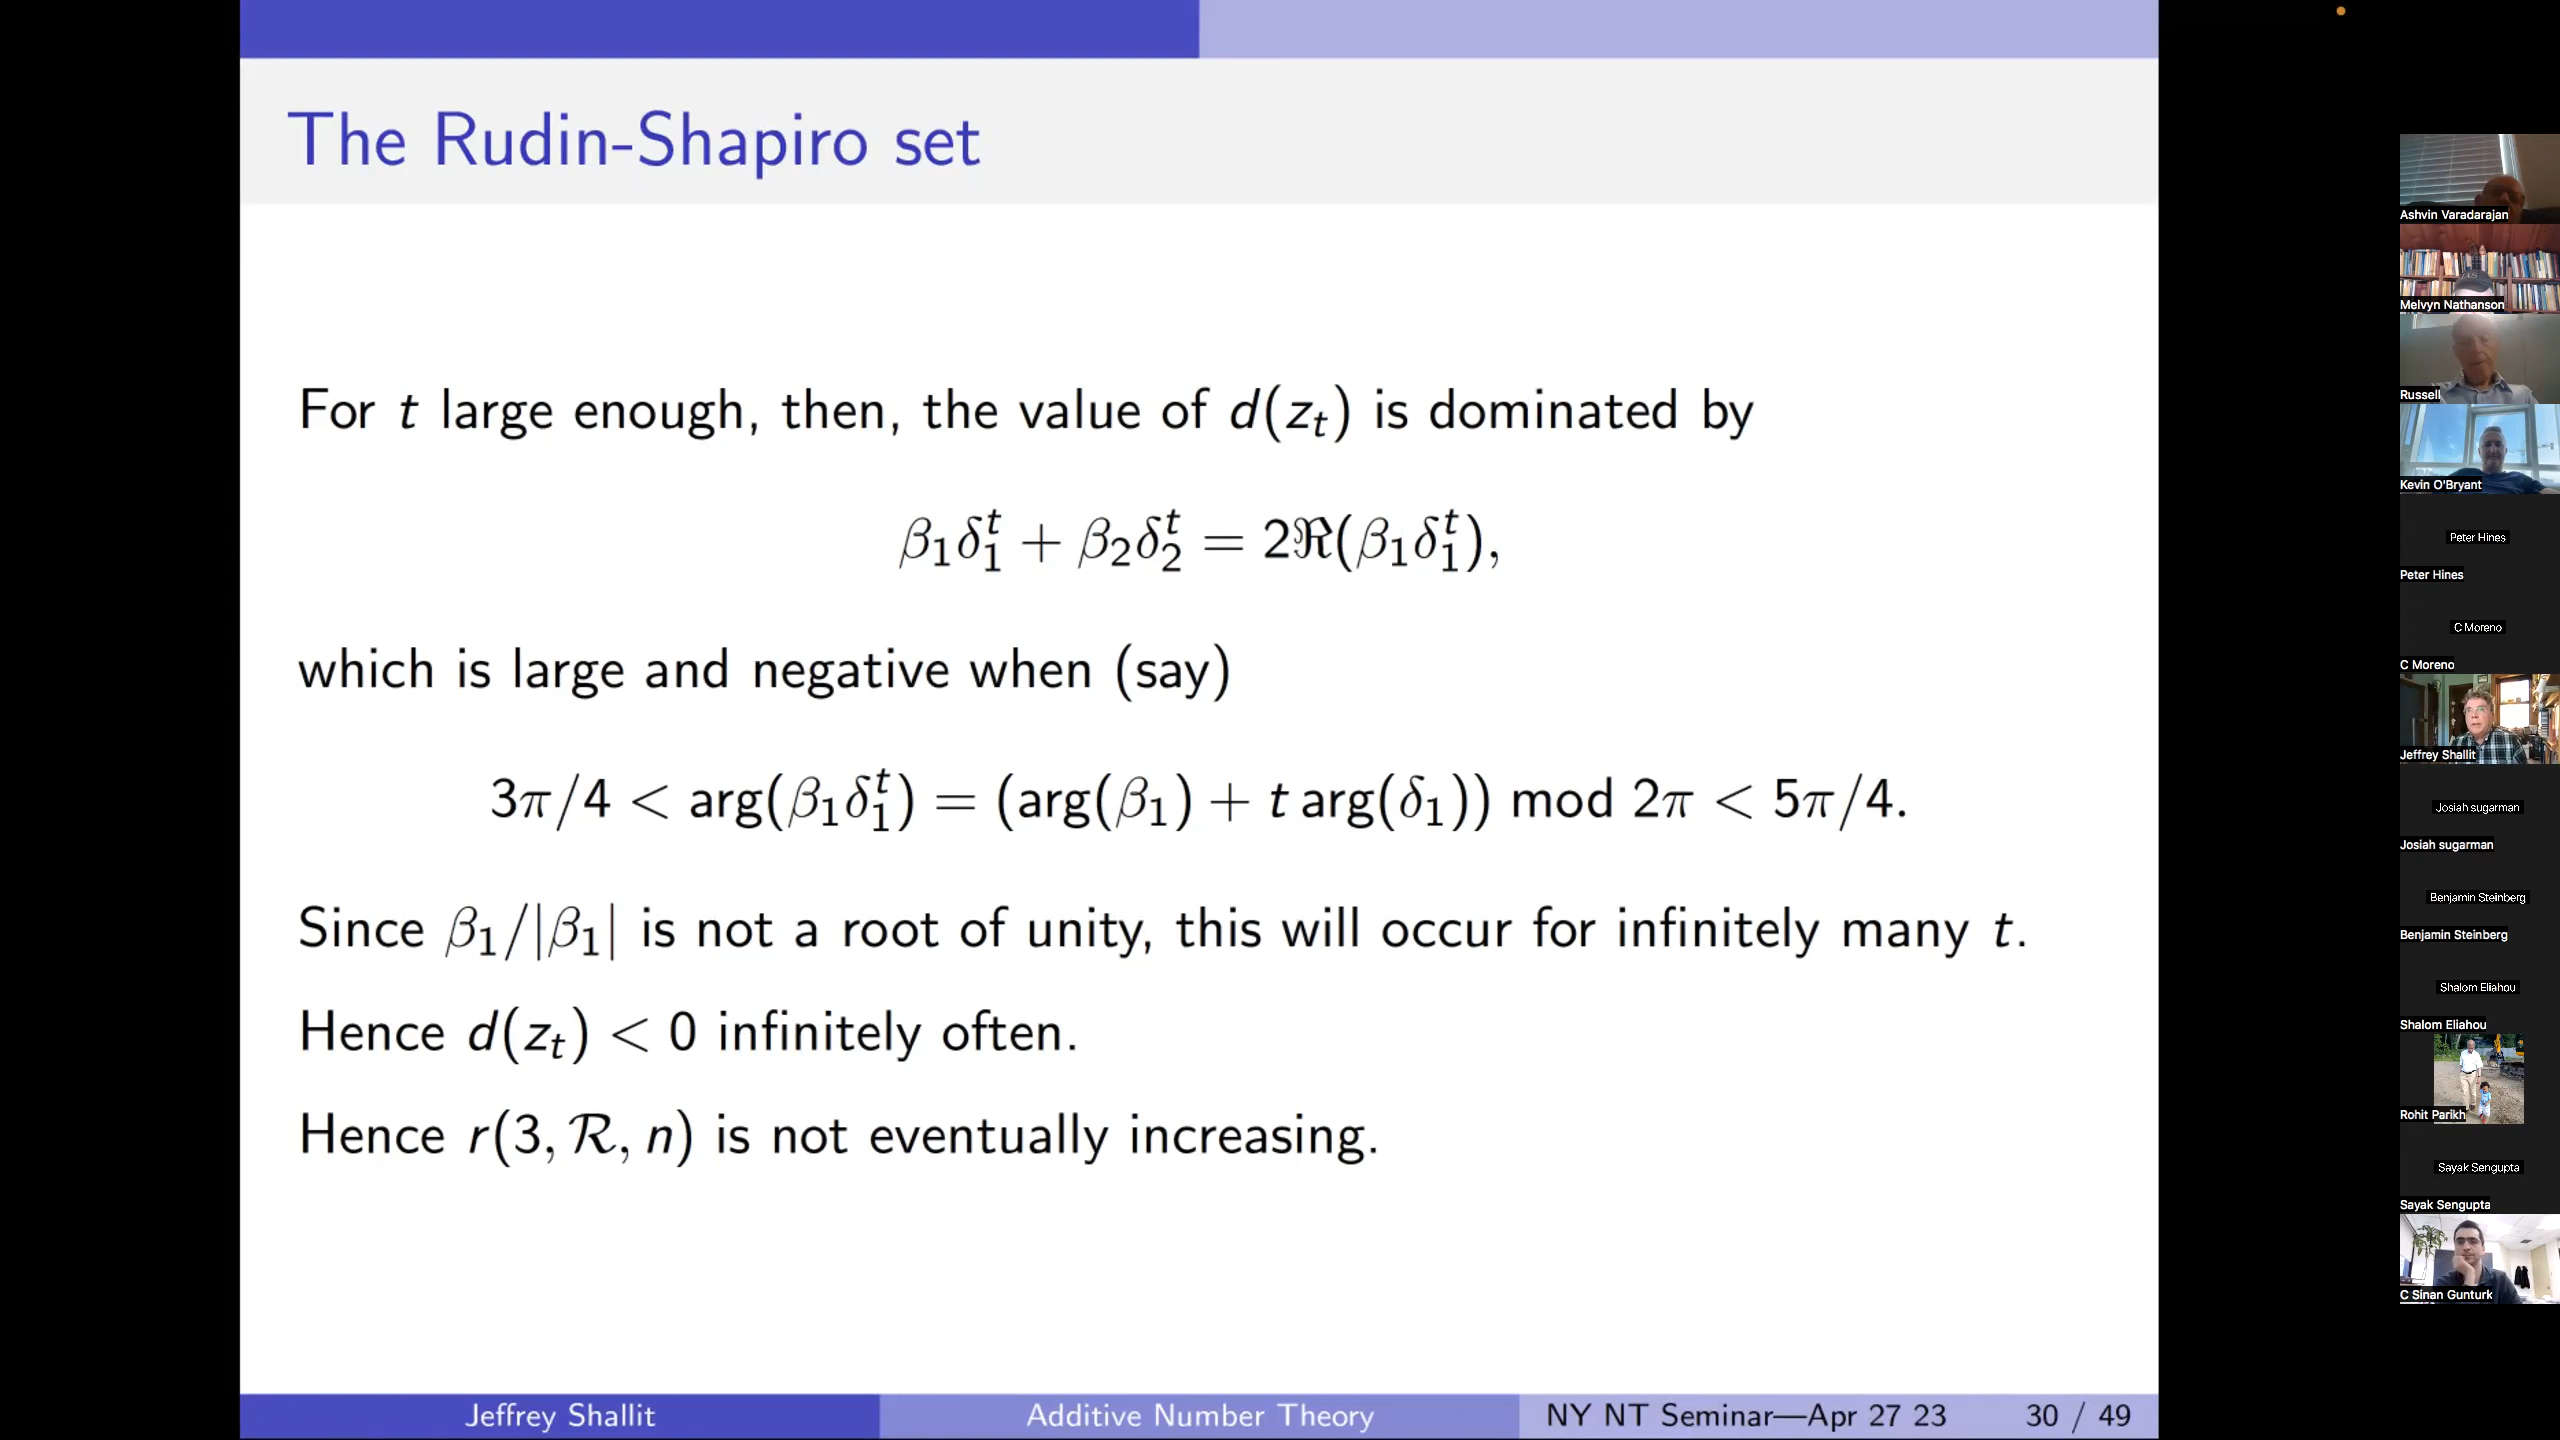 The Rudin-Shapiro set
For t large enough, then, the value of d(z_t) is dominated by
β₁δ₁ᵗ + β₂δ₂ᵗ = 2ℜ(β₁δ₁ᵗ),
which is large and negative when (say)
3π/4 < arg(β₁δ₁ᵗ) = (arg(β₁) + t arg(δ₁)) mod 2π < 5π/4.
Since β₁/|β₁| is not a root of unity, this will occur for infinitely many t.
Hence d(z_t) < 0 infinitely often.
Hence r(3, ℛ, n) is not eventually increasing.
Jeffrey Shallit
Additive Number Theory
NY NT Seminar—Apr 27 23 30 / 49
Ashvin Varadarajan
Melvyn Nathanson
Russell
Kevin O'Bryant
Peter Hines
Peter Hines
C Moreno
C Moreno
Jeffrey Shallit
Josiah sugarman
Josiah sugarman
Benjamin Steinberg
Benjamin Steinberg
Shalom Eliahou
Shalom Eliahou
Rohit Parikh
Sayak Sengupta
Sayak Sengupta
C Sinan Gunturk